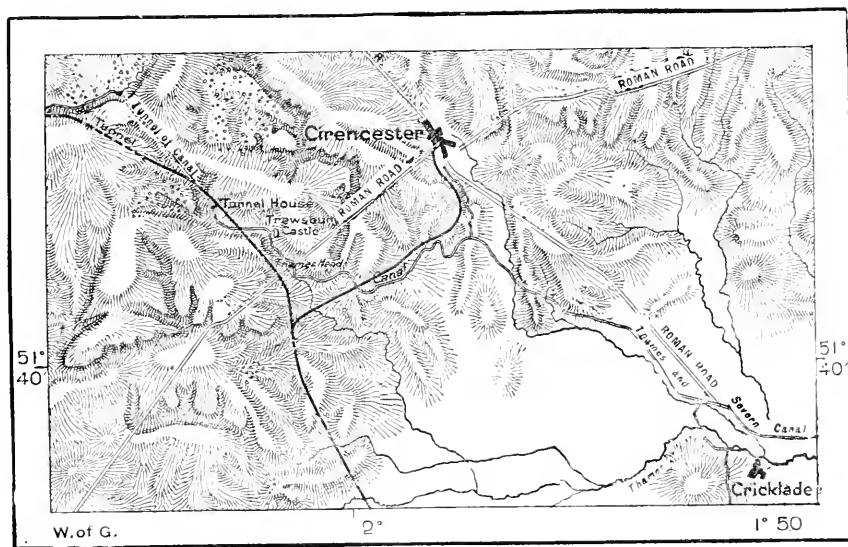 ROMAN ROAD
Cirencester
Tunnel of Canal
Tunnel
Tunnel House
ROMAN ROAD
Trewsbury
Castle
Thames Head
Canal
51°
40'
51°
40'
ROMAN ROAD
Thames and Severn Canal
Thames
Cricklade
W. of G.
2°
1° 50